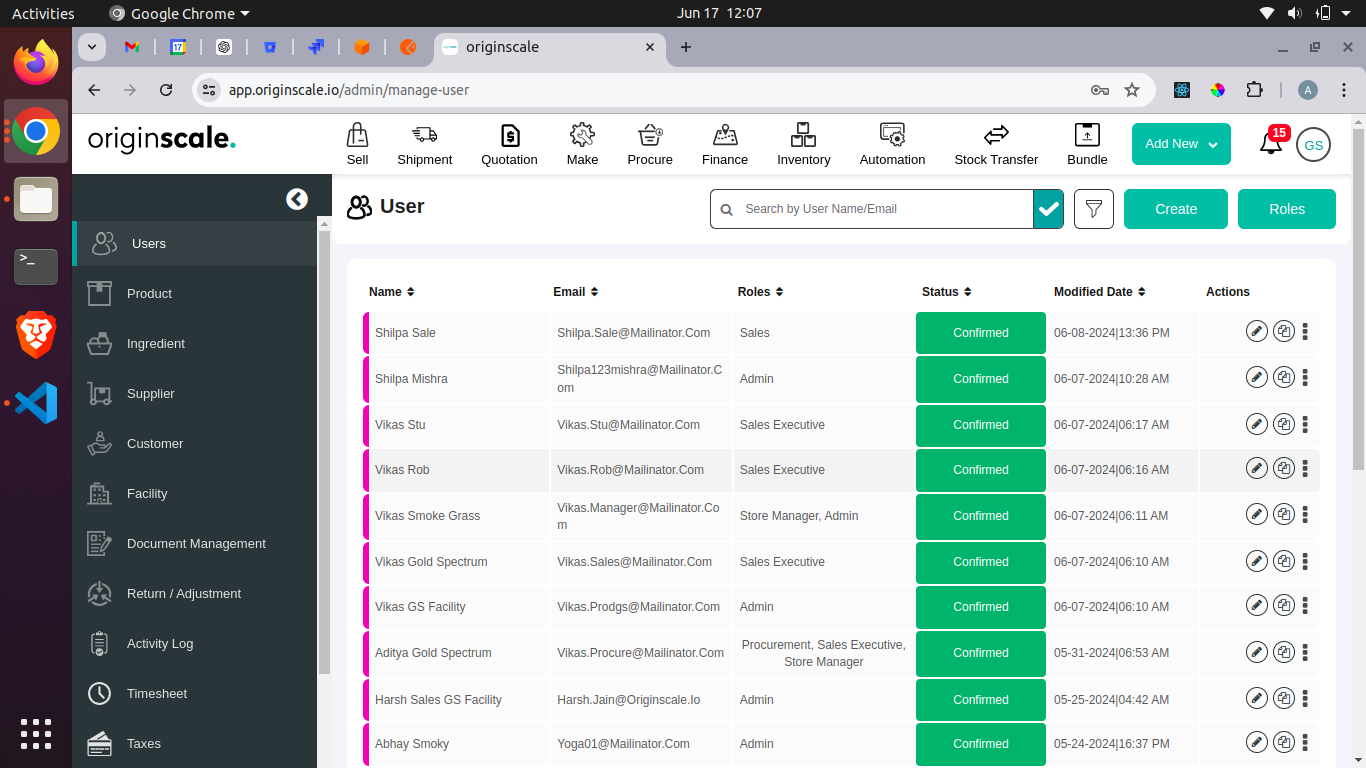 Activities Google Chrome Jun 17 12:07
originscale
app.originscale.io/admin/manage-user A
originscale.
Sell Shipment Quotation Make Procure Finance Inventory Automation Stock Transfer Bundle Add New 15 GS
User Search by User Name/Email Create Roles
Users
Product
Ingredient
Supplier
Customer
Facility
Document Management
Return / Adjustment
Activity Log
Timesheet
Taxes
Name Email Roles Status Modified Date Actions
Shilpa Sale Shilpa.Sale@Mailinator.Com Sales Confirmed 06-08-2024|13:36 PM
Shilpa Mishra Shilpa123mishra@Mailinator.C
om Admin Confirmed 06-07-2024|10:28 AM
Vikas Stu Vikas.Stu@Mailinator.Com Sales Executive Confirmed 06-07-2024|06:17 AM
Vikas Rob Vikas.Rob@Mailinator.Com Sales Executive Confirmed 06-07-2024|06:16 AM
Vikas Smoke Grass Vikas.Manager@Mailinator.Co
m Store Manager, Admin Confirmed 06-07-2024|06:11 AM
Vikas Gold Spectrum Vikas.Sales@Mailinator.Com Sales Executive Confirmed 06-07-2024|06:10 AM
Vikas GS Facility Vikas.Prodgs@Mailinator.Com Admin Confirmed 06-07-2024|06:10 AM
Aditya Gold Spectrum Vikas.Procure@Mailinator.Com Procurement, Sales Executive,
Store Manager Confirmed 05-31-2024|06:53 AM
Harsh Sales GS Facility Harsh.Jain@Originscale.Io Admin Confirmed 05-25-2024|04:42 AM
Abhay Smoky Yoga01@Mailinator.Com Admin Confirmed 05-24-2024|16:37 PM